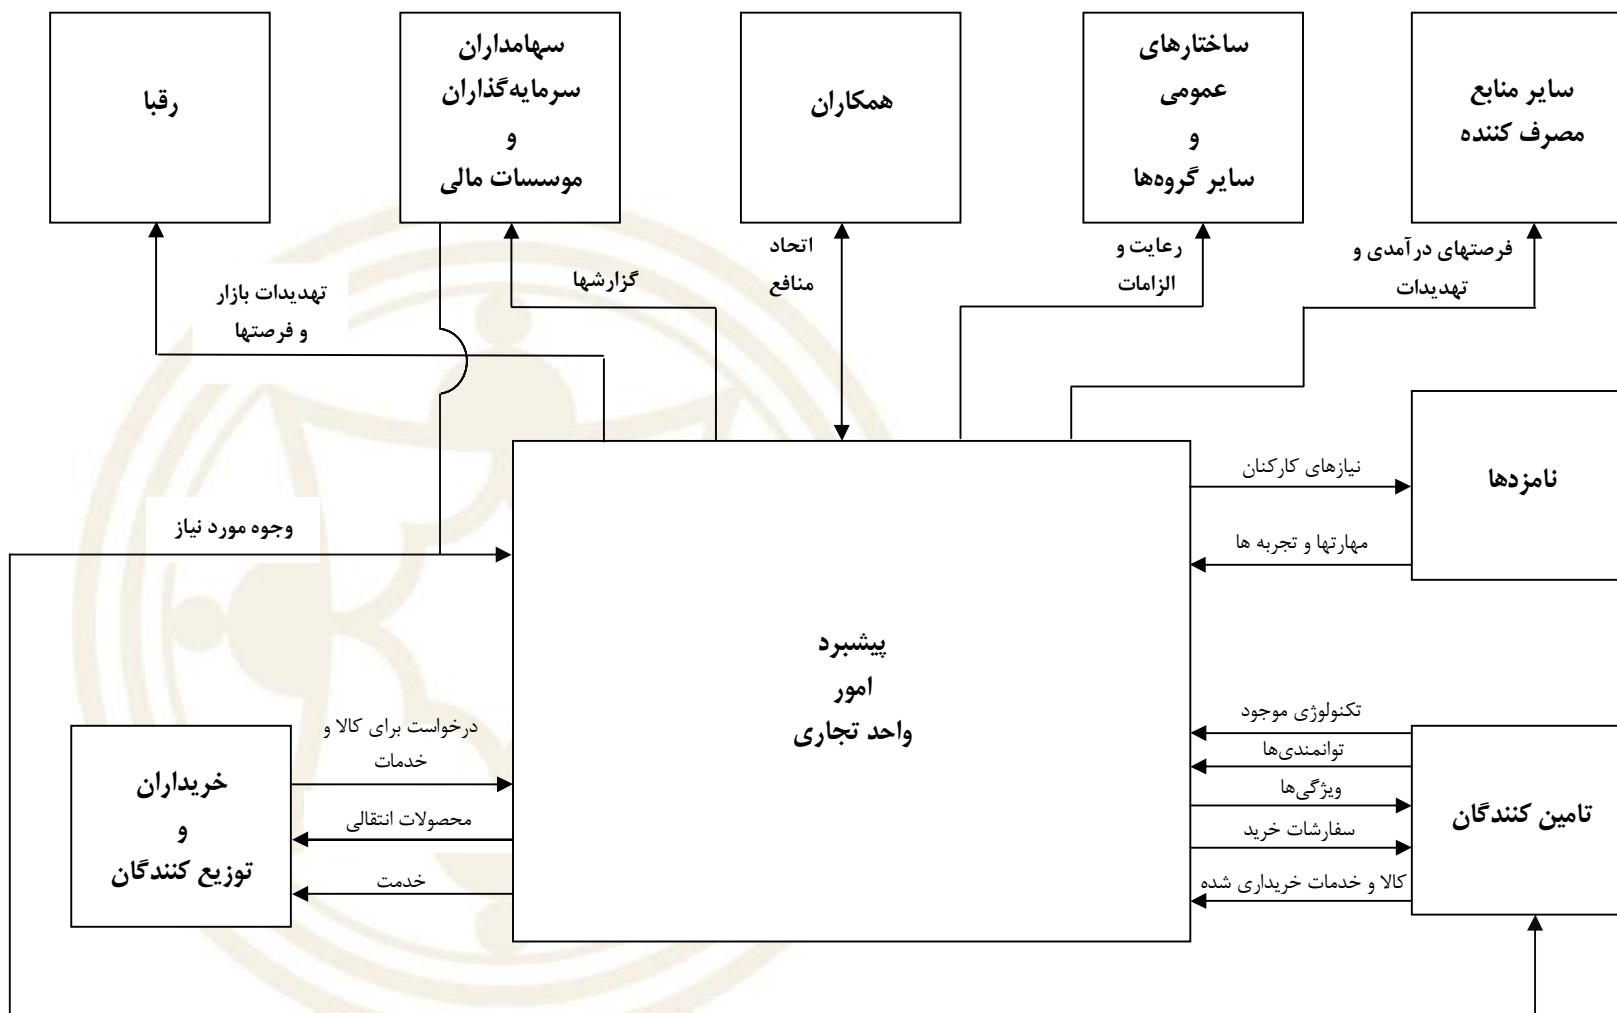 سایر منابع
مصرف کننده
ساختارهای
عمومی
و
سایر گروه‌ها
همکاران
سهامداران
سرمایه‌گذاران
و
موسسات مالی
رقبا
فرصتهای درآمدی و
تهدیدات
رعایت و
الزامات
اتحاد
منافع
گزارشها
تهدیدات بازار
و فرصتها
نامزدها
نیازهای کارکنان
مهارتها و تجربه ها
وجوه مورد نیاز
پیشبرد
امور
واحد تجاری
تامین کنندگان
تکنولوژی موجود
توانمندی‌ها
ویژگی‌ها
سفارشات خرید
کالا و خدمات خریداری شده
درخواست برای کالا و
خدمات
محصولات انتقالی
خدمت
خریداران
و
توزیع کنندگان